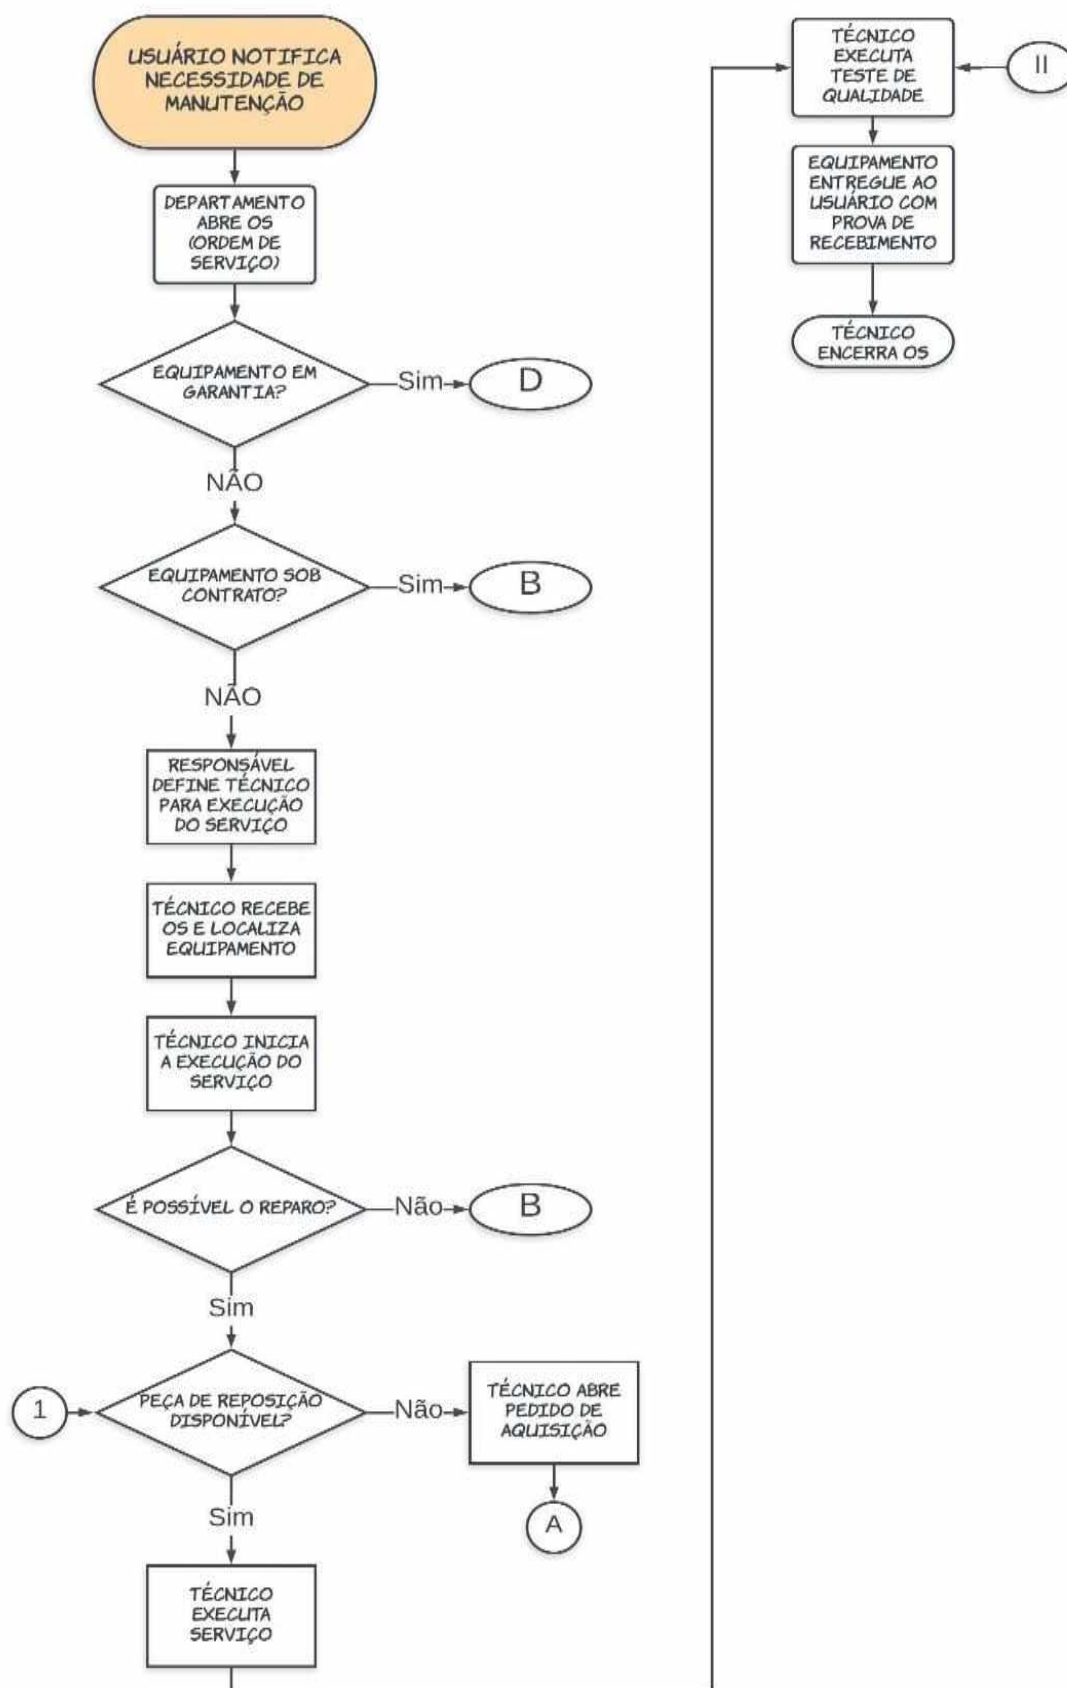 USUÁRIO NOTIFICA
NECESSIDADE DE
MANUTENÇÃO
DEPARTAMENTO
ABRE OS
(ORDEM DE
SERVIÇO)
EQUIPAMENTO EM
GARANTIA?
Sim
D
NÃO
EQUIPAMENTO SOB
CONTRATO?
Sim
B
NÃO
RESPONSÁVEL
DEFINE TÉCNICO
PARA EXECUÇÃO
DO SERVIÇO
TÉCNICO RECEBE
OS E LOCALIZA
EQUIPAMENTO
TÉCNICO INICIA
A EXECUÇÃO DO
SERVIÇO
É POSSÍVEL O REPARO?
Não
B
Sim
1
PEÇA DE REPOSIÇÃO
DISPONÍVEL?
Não
TÉCNICO ABRE
PEDIDO DE
AQUISIÇÃO
A
Sim
TÉCNICO
EXECUTA
SERVIÇO
TÉCNICO
EXECUTA
TESTE DE
QUALIDADE
II
EQUIPAMENTO
ENTREGUE AO
USUÁRIO COM
PROVA DE
RECEBIMENTO
TÉCNICO
ENCERRA OS